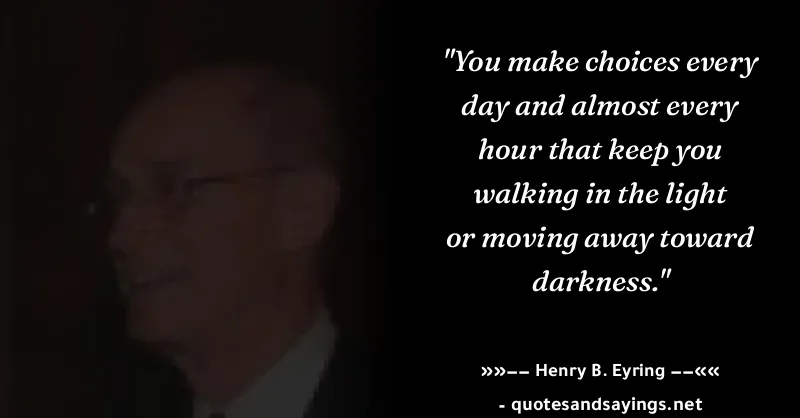 "You make choices every
day and almost every
hour that keep you
walking in the light
or moving away toward
darkness."
»»–– Henry B. Eyring ––««
- quotesandsayings.net